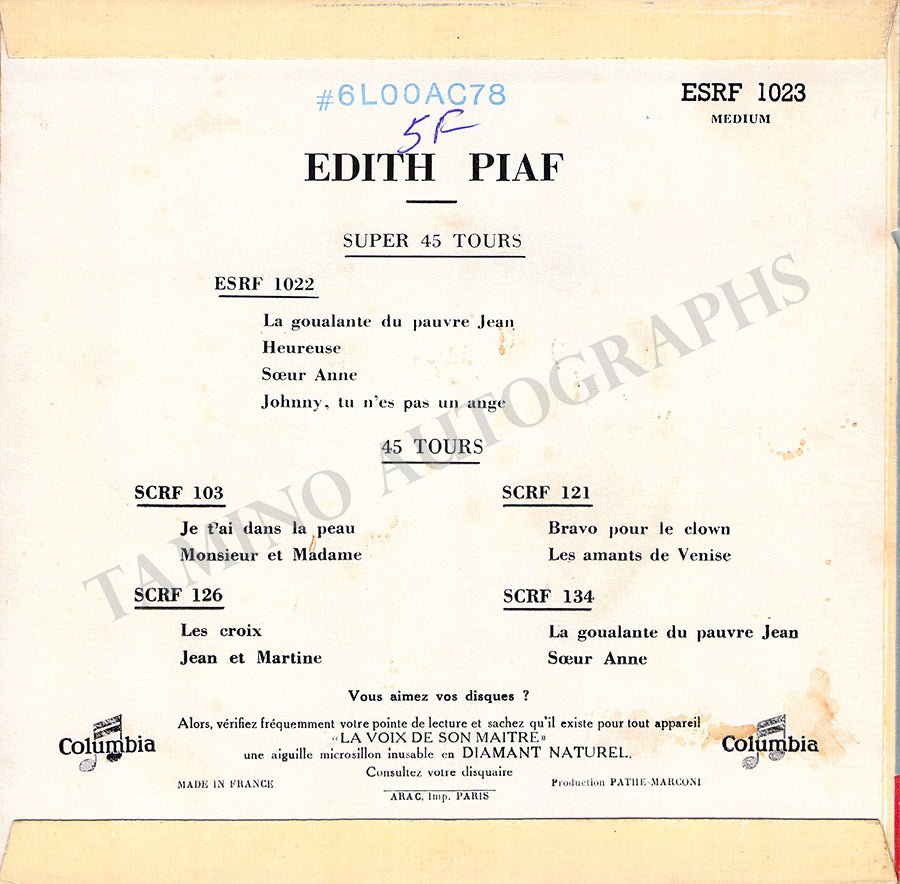 #6L00AC78
ESRF 1023
MEDIUM
5F
EDITH PIAF
SUPER 45 TOURS
ESRF 1022
La goualante du pauvre Jean
Heureuse
Sœur Anne
Johnny, tu n'es pas un ange
45 TOURS
SCRF 103
Je t'ai dans la peau
Monsieur et Madame
SCRF 121
Bravo pour le clown
Les amants de Venise
SCRF 126
Les croix
Jean et Martine
SCRF 134
La goualante du pauvre Jean
Sœur Anne
TAMINO AUTOGRAPHS
Vous aimez vos disques ?
Alors, vérifiez fréquemment votre pointe de lecture et sachez qu'il existe pour tout appareil
«LA VOIX DE SON MAITRE»
une aiguille microsillon inusable en DIAMANT NATUREL.
Consultez votre disquaire
Columbia
Columbia
MADE IN FRANCE
Production PATHE-MARCONI
ARAC, Imp. PARIS